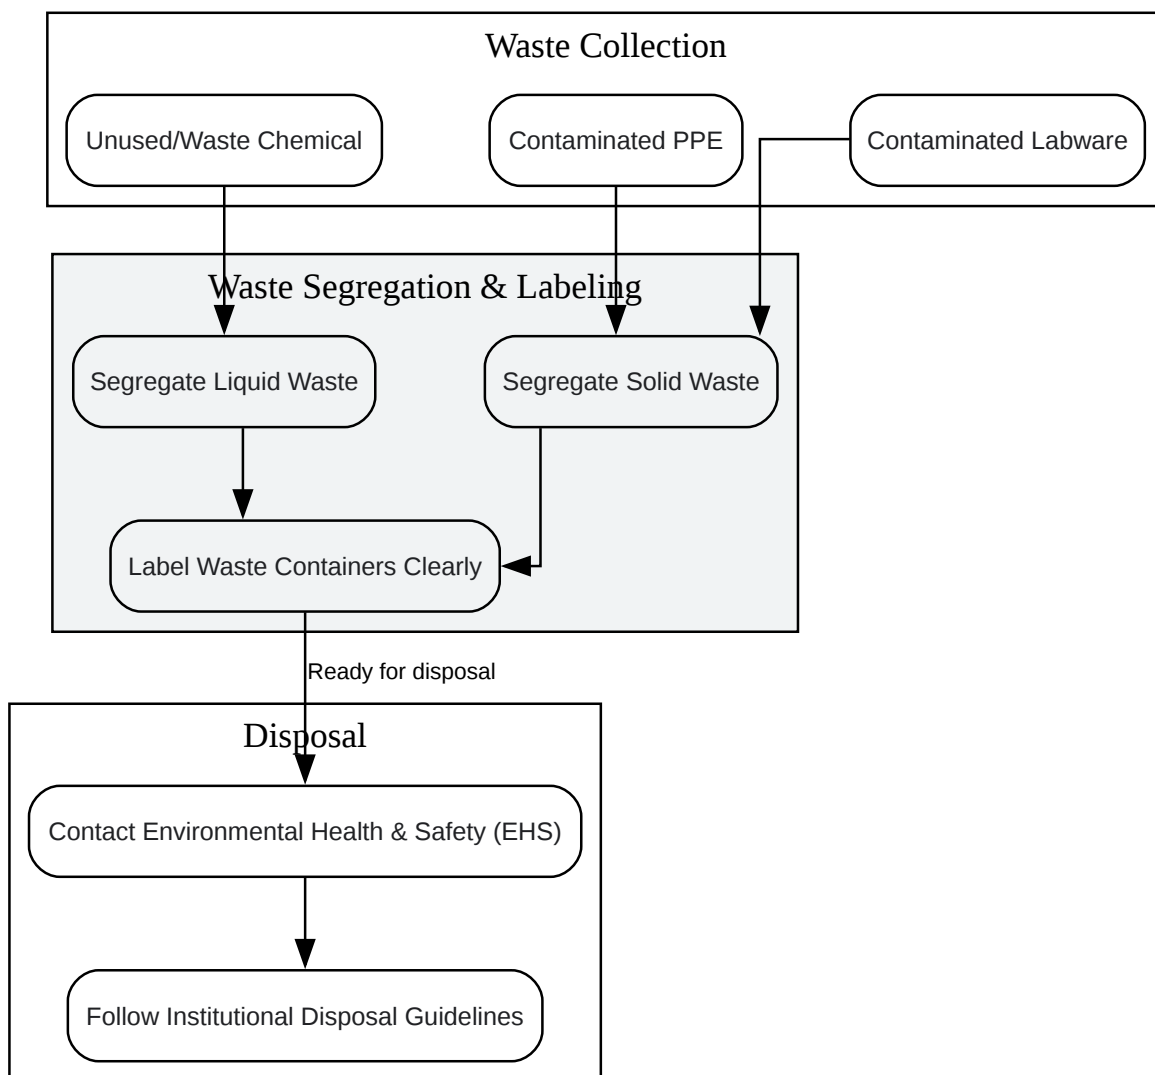 Waste Collection
Unused/Waste Chemical
Contaminated PPE
Contaminated Labware
Waste Segregation & Labeling
Segregate Liquid Waste
Segregate Solid Waste
Label Waste Containers Clearly
Ready for disposal
Disposal
Contact Environmental Health & Safety (EHS)
Follow Institutional Disposal Guidelines